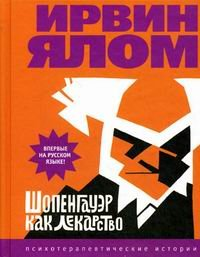 ИРВИН
ЯЛОМ
ВПЕРВЫЕ
НА РУССКОМ
ЯЗЫКЕ!
ШОПЕНГАУЭР
КАК ЛЕКАРСТВО
ПСИХОТЕРАПЕВТИЧЕСКИЕ ИСТОРИИ